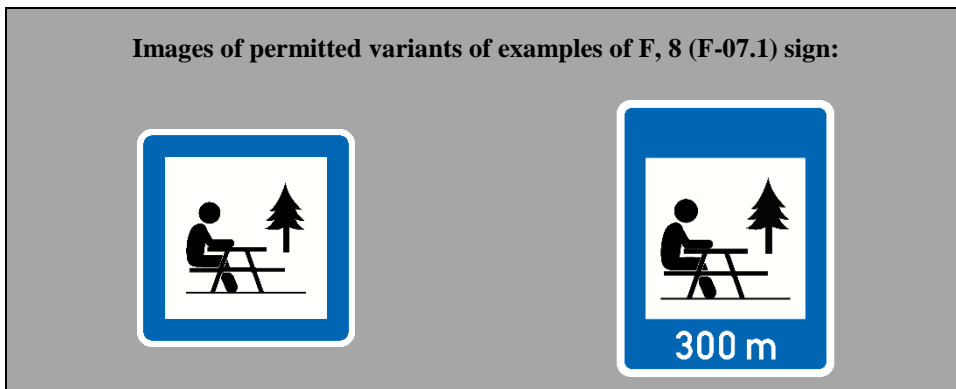 Images of permitted variants of examples of F, 8 (F-07.1) sign:
300 m